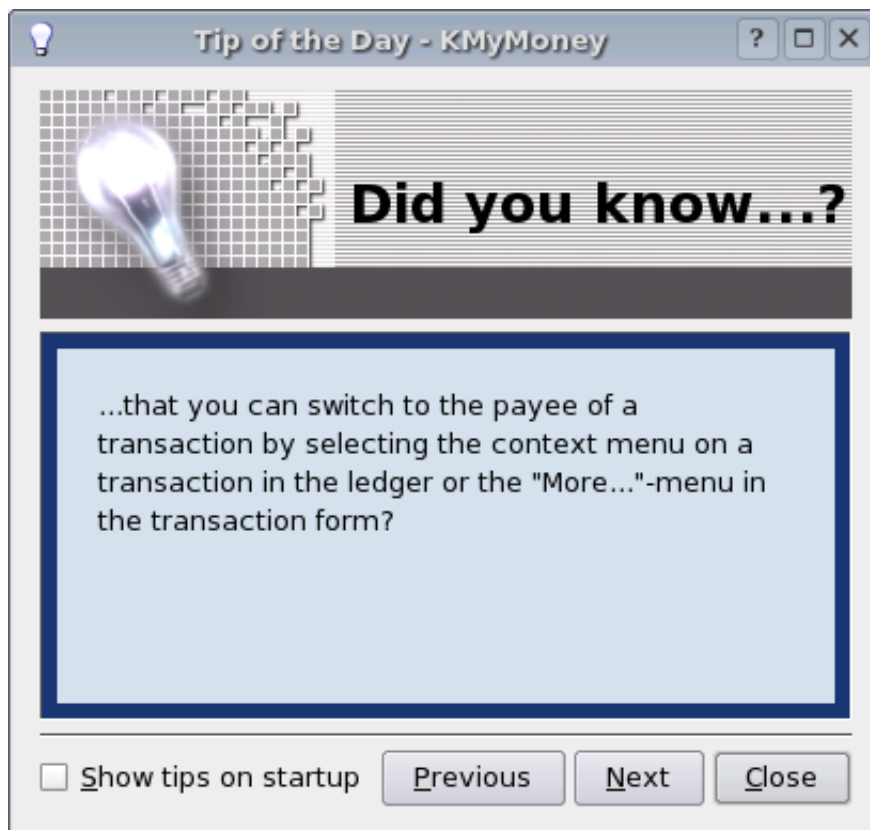 Tip of the Day - KMyMoney
Did you know...?
...that you can switch to the payee of a
transaction by selecting the context menu on a
transaction in the ledger or the "More..."-menu in
the transaction form?
Show tips on startup Previous Next Close